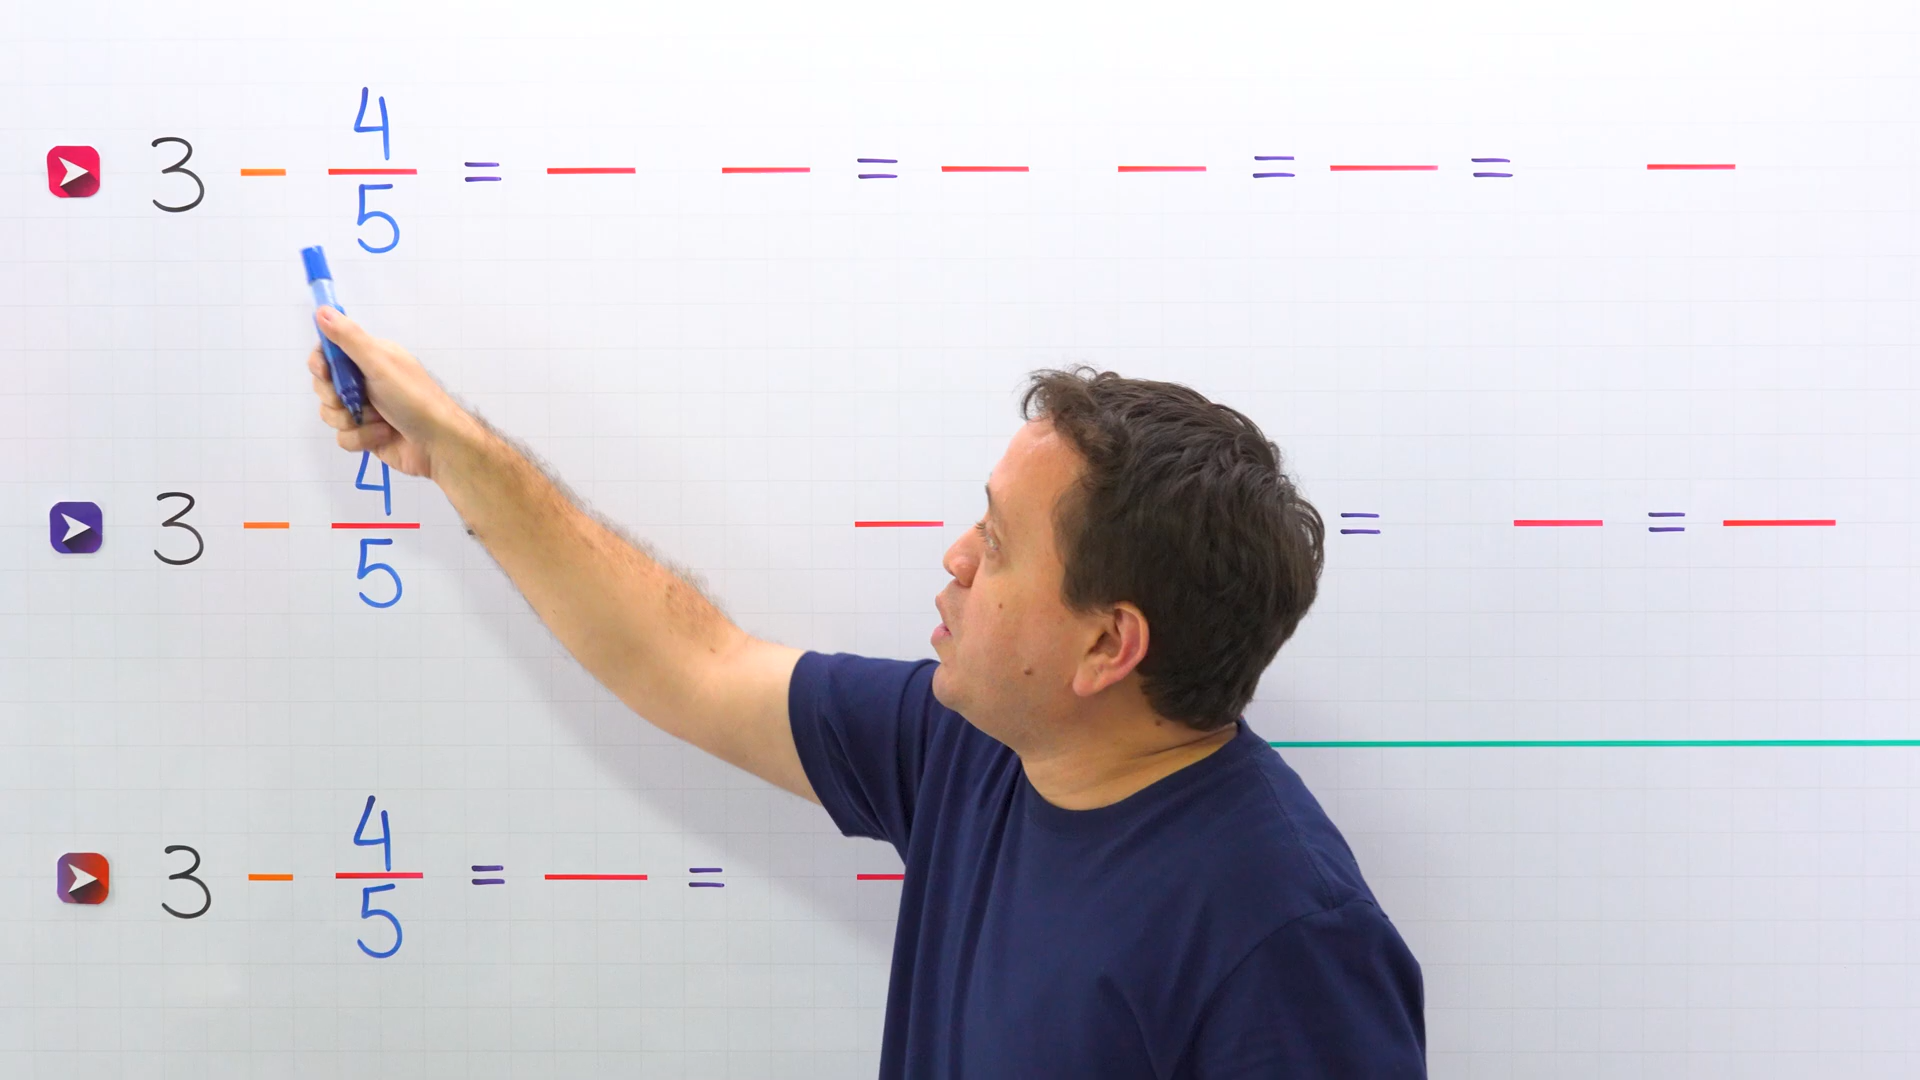 3 - 4/5 = — — = — — = — = —
3 - 4/5 — = — = —
3 - 4/5 = — = —